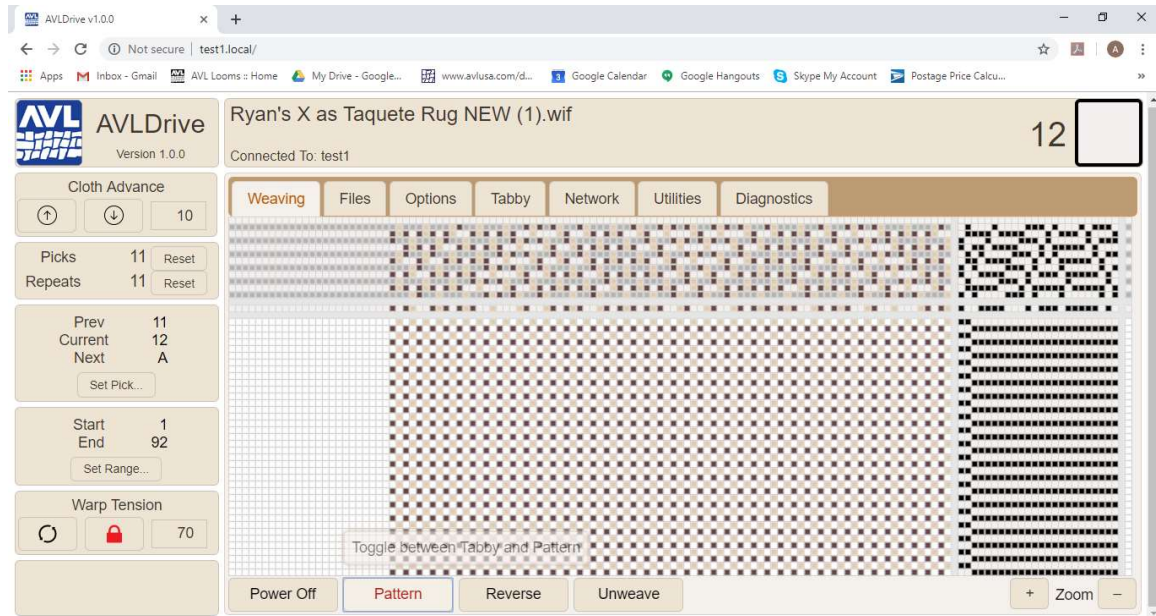 AVLDrive v1.0.0
Not secure | test1.local/
Apps
Inbox - Gmail
AVL Looms :: Home
My Drive - Google...
www.avlusa.com/d...
Google Calendar
Google Hangouts
Skype My Account
Postage Price Calcu...
AVL
AVLDrive
Version 1.0.0
Ryan's X as Taquete Rug NEW (1).wif
Connected To: test1
12
Cloth Advance
10
Picks 11 Reset
Repeats 11 Reset
Prev 11
Current 12
Next A
Set Pick...
Start 1
End 92
Set Range...
Warp Tension
70
Weaving Files Options Tabby Network Utilities Diagnostics
Toggle between Tabby and Pattern
Power Off Pattern Reverse Unweave
+ Zoom –